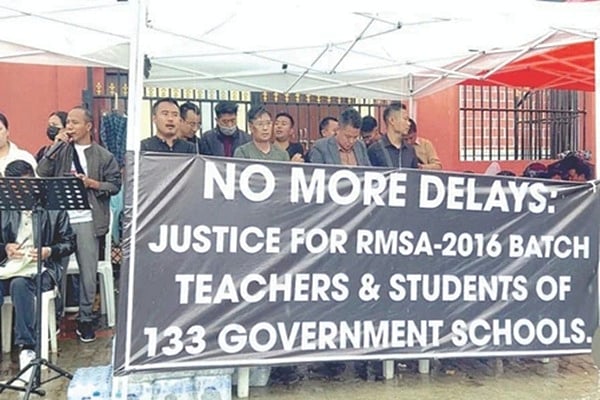 NO MORE DELAYS:
JUSTICE FOR RMSA-2016 BATCH
TEACHERS & STUDENTS OF
133 GOVERNMENT SCHOOLS.